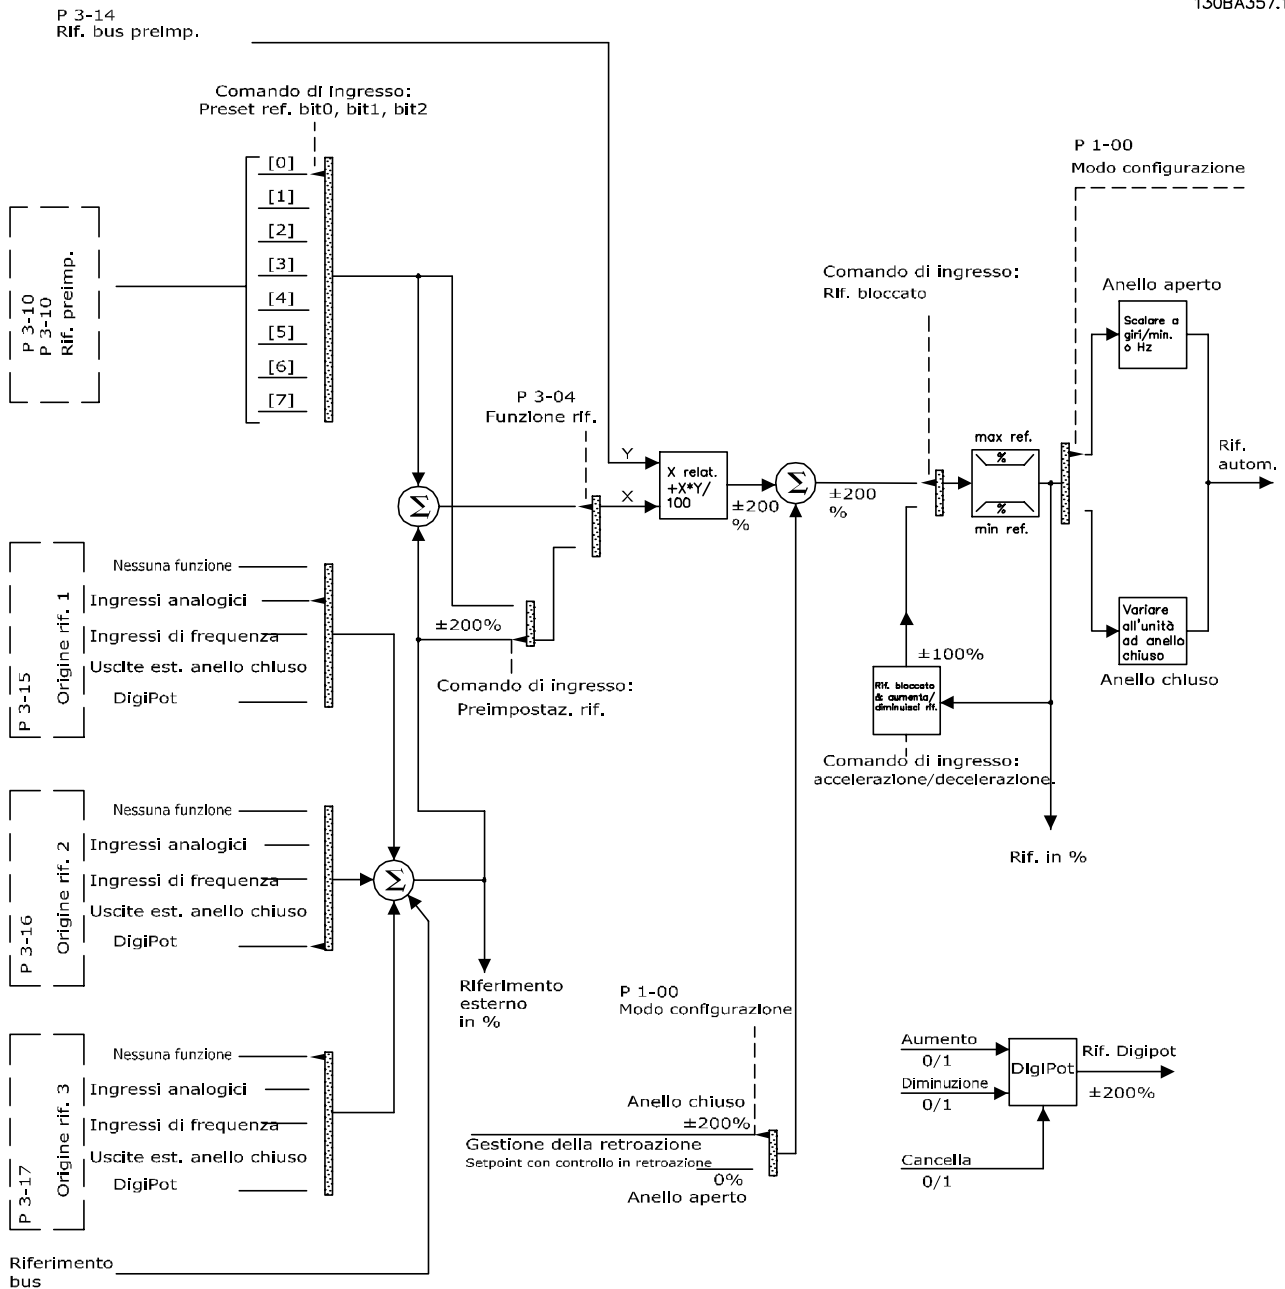 130BA357.1
P 3-14
Rif. bus preimp.
Comando di ingresso:
Preset ref. bit0, bit1, bit2
P 3-10
P 3-10
Rif. preimp.
[0]
[1]
[2]
[3]
[4]
[5]
[6]
[7]
P 1-00
Modo configurazione
Comando di ingresso:
Rif. bloccato
Anello aperto
Scalare a
giri/min.
o Hz
P 3-04
Funzione rif.
max ref.
%
%
min ref.
Rif.
autom.
Y
X
X relat.
+X*Y/
100
±200
%
Σ
±200
%
Σ
P 3-15
Origine rif. 1
Nessuna funzione
Ingressi analogici
Ingressi di frequenza
Uscite est. anello chiuso
DigiPot
±200%
Comando di ingresso:
Preimpostaz. rif.
Variare
all'unità
ad anello
chiuso
Anello chiuso
±100%
Rif. bloccato
& aumenta/
diminuisci rif.
Comando di ingresso:
accelerazione/decelerazione.
Rif. in %
P 3-16
Origine rif. 2
Nessuna funzione
Ingressi analogici
Ingressi di frequenza
Uscite est. anello chiuso
DigiPot
Σ
Riferimento
esterno
in %
P 1-00
Modo configurazione
Anello chiuso
±200%
Gestione della retroazione
Setpoint con controllo in retroazione
0%
Anello aperto
Aumento
0/1
Diminuzione
0/1
Cancella
0/1
DigiPot
Rif. Digipot
±200%
P 3-17
Origine rif. 3
Nessuna funzione
Ingressi analogici
Ingressi di frequenza
Uscite est. anello chiuso
DigiPot
Riferimento
bus